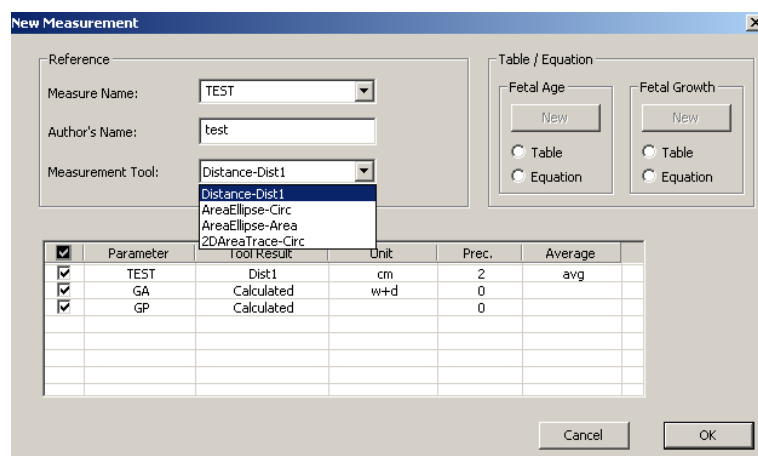 New Measurement
Reference
Measure Name: TEST
Author's Name: test
Measurement Tool: Distance-Dist1
Distance-Dist1
AreaEllipse-Circ
AreaEllipse-Area
2DAreaTrace-Circ
Table / Equation
Fetal Age Fetal Growth
New New
Table Table
Equation Equation
Parameter Tool Result Unit Prec. Average
TEST Dist1 cm 2 avg
GA Calculated w+d 0
GP Calculated 0
Cancel OK